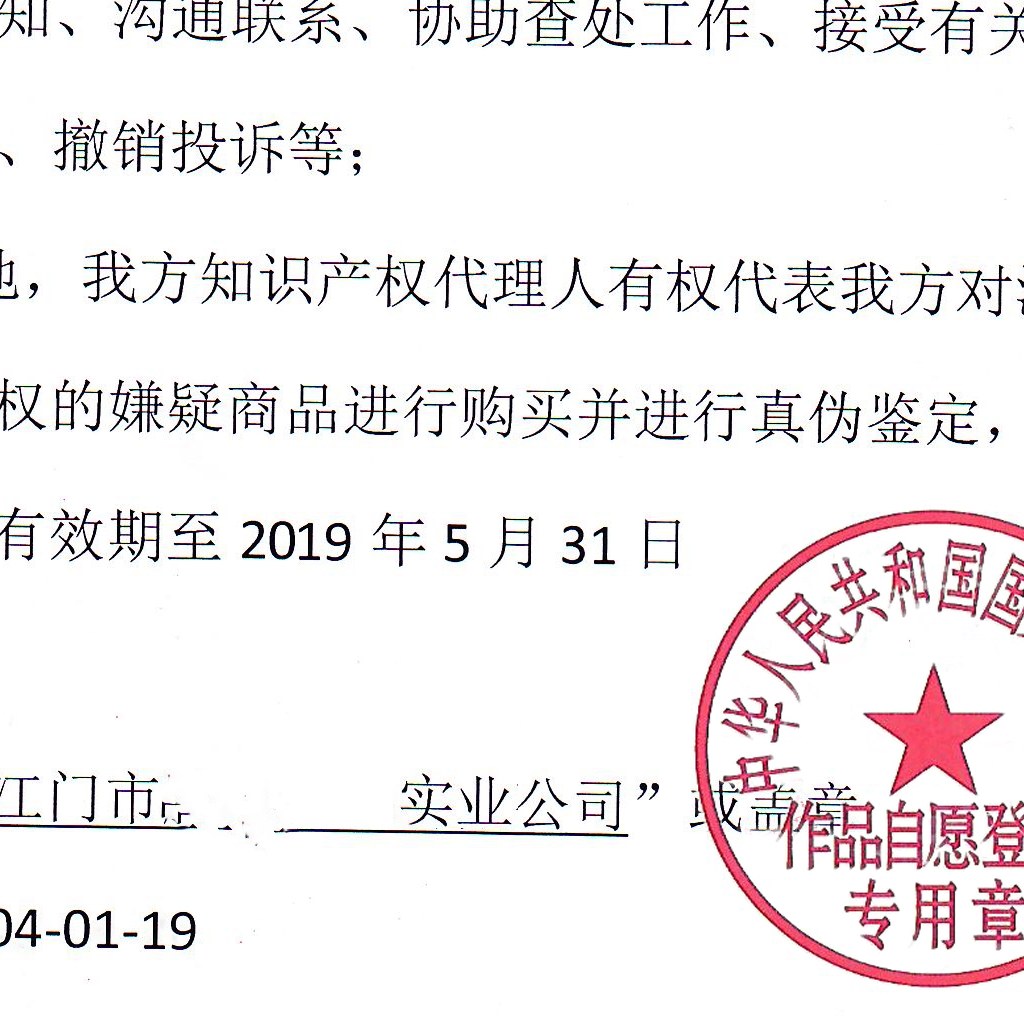 知、沟通联系、协助查处工作、接受有关
、撤销投诉等；
，我方知识产权代理人有权代表我方对
权的嫌疑商品进行购买并进行真伪鉴定，
有效期至 2019 年 5 月 31 日
中华人民共和国国
江门市 实业公司”或盖章
作品自愿登
专用章
04-01-19